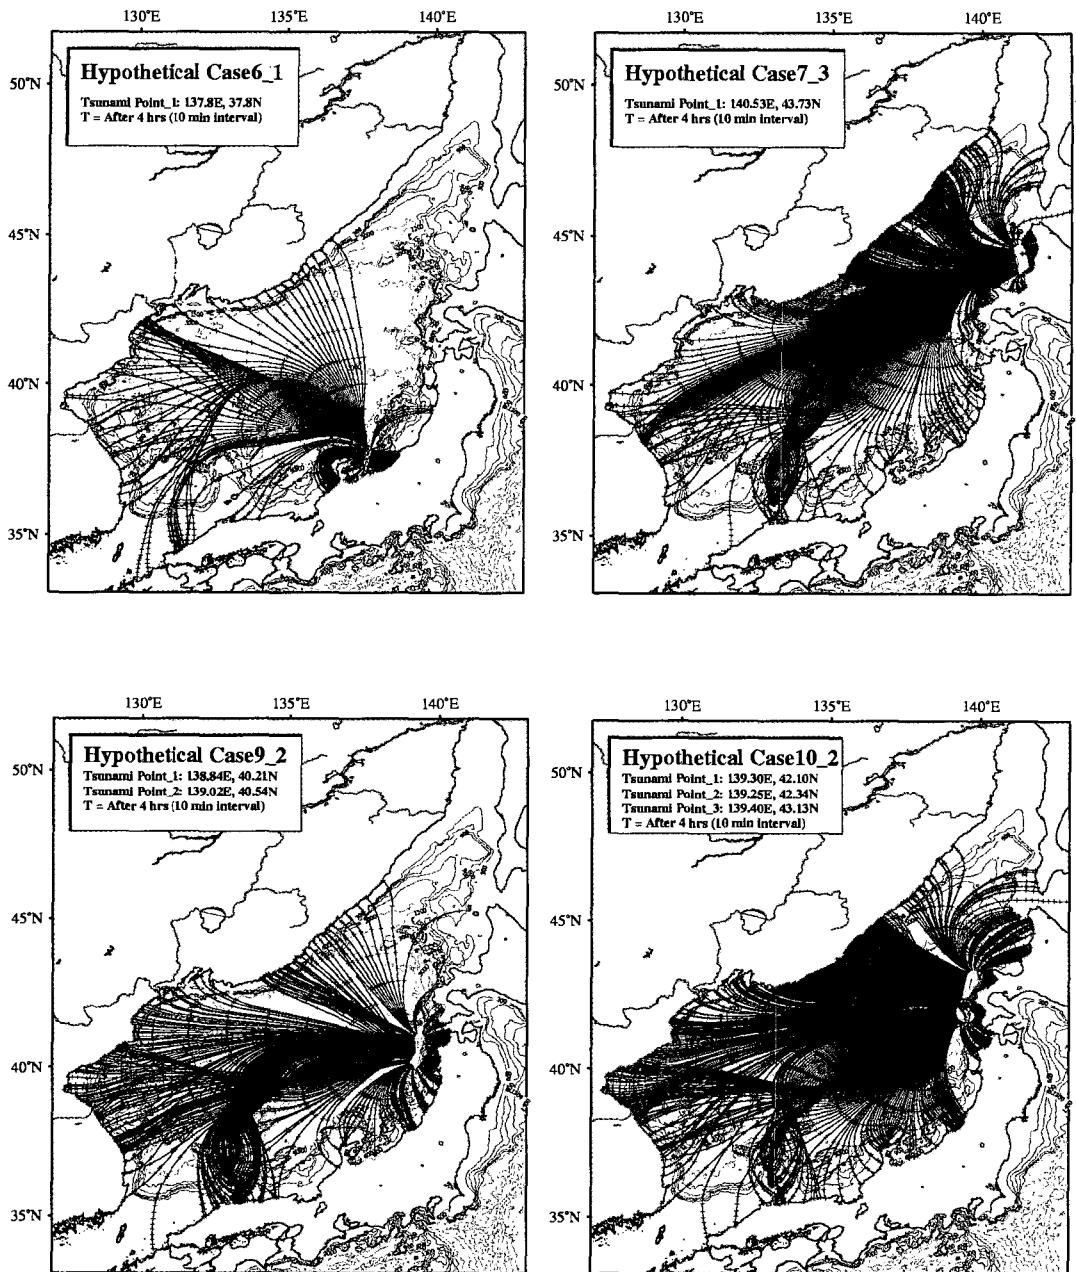 130°E 135°E 140°E
130°E 135°E 140°E
50°N
Hypothetical Case6_1
Tsunami Point_1: 137.8E, 37.8N
T = After 4 hrs (10 min interval)
45°N
40°N
35°N
50°N
Hypothetical Case7_3
Tsunami Point_1: 140.53E, 43.73N
T = After 4 hrs (10 min interval)
45°N
40°N
35°N
130°E 135°E 140°E
130°E 135°E 140°E
50°N
Hypothetical Case9_2
Tsunami Point_1: 138.84E, 40.21N
Tsunami Point_2: 139.02E, 40.54N
T = After 4 hrs (10 min interval)
45°N
40°N
35°N
50°N
Hypothetical Case10_2
Tsunami Point_1: 139.30E, 42.10N
Tsunami Point_2: 139.25E, 42.34N
Tsunami Point_3: 139.40E, 43.13N
T = After 4 hrs (10 min interval)
45°N
40°N
35°N